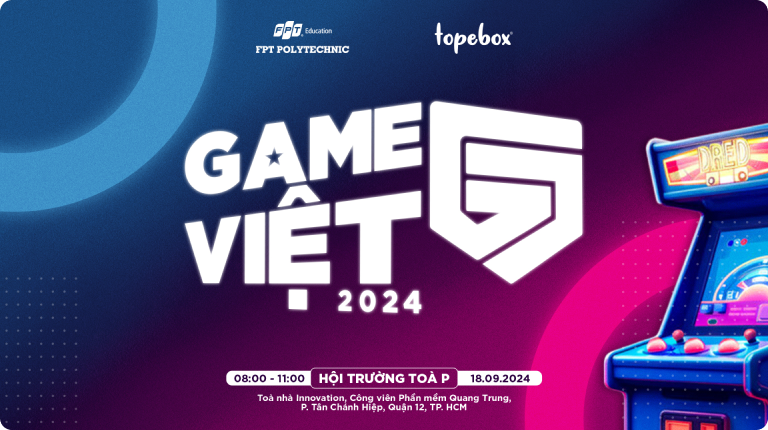 FPT Education
FPT POLYTECHNIC
topebox
GAME
VIỆT
2024
DRED
08:00 - 11:00 HỘI TRƯỜNG TOÀ P 18.09.2024
Toà nhà Innovation, Công viên Phần mềm Quang Trung,
P. Tân Chánh Hiệp, Quận 12, TP. HCM